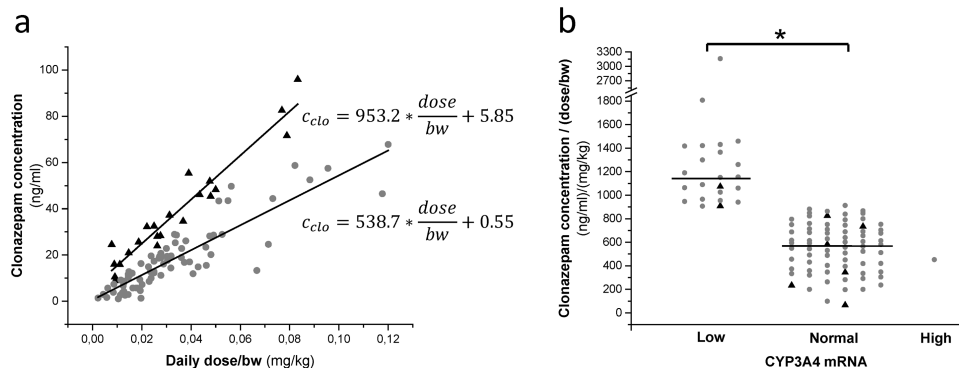 a
Clonazepam concentration
(ng/ml)
100
80
60
40
20
0
0,00 0,02 0,04 0,06 0,08 0,10 0,12
Daily dose/bw (mg/kg)
c_clo = 953.2 * dose/bw + 5.85
c_clo = 538.7 * dose/bw + 0.55
b
Clonazepam concentration / (dose/bw)
(ng/ml)/(mg/kg)
3300
3000
1400
1200
1000
800
600
400
200
0
*
Low Normal High
CYP3A4 mRNA